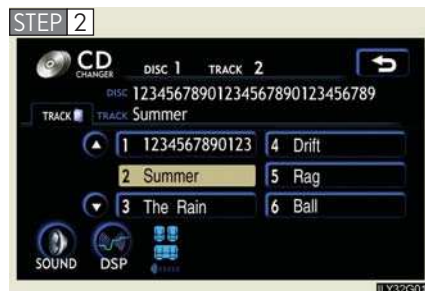 STEP 2
CD CHANGER DISC 1 TRACK 2
DISC 12345678901234567890123456789
TRACK TRACK Summer
1 1234567890123 4 Drift
2 Summer 5 Rag
3 The Rain 6 Ball
SOUND DSP